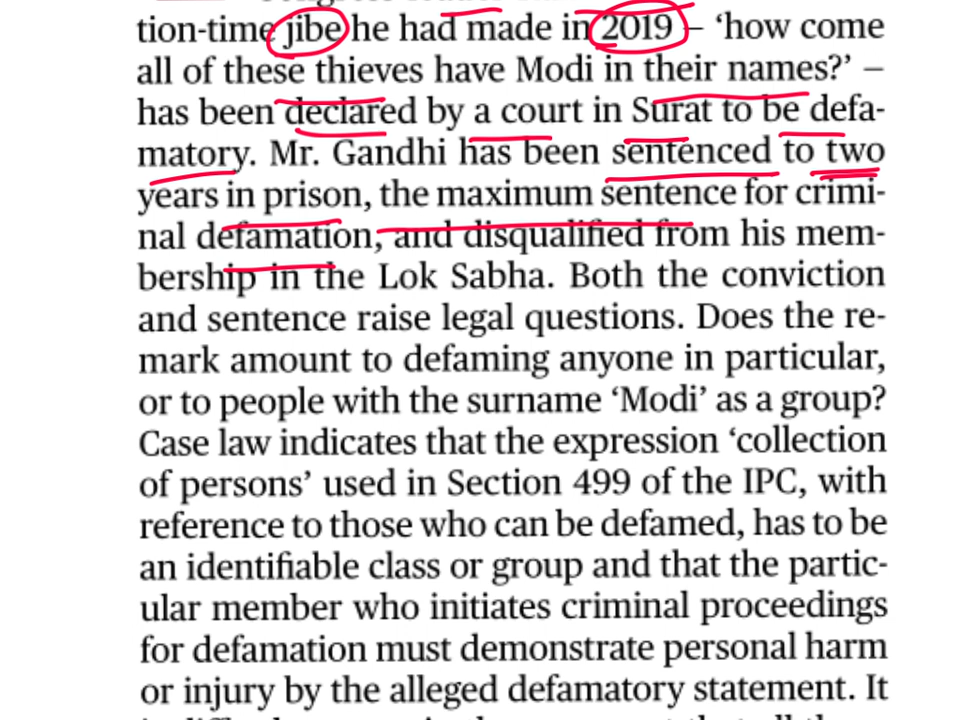 tion-time jibe he had made in 2019 – ‘how come
all of these thieves have Modi in their names?’ –
has been declared by a court in Surat to be defa-
matory. Mr. Gandhi has been sentenced to two
years in prison, the maximum sentence for crimi-
nal defamation, and disqualified from his mem-
bership in the Lok Sabha. Both the conviction
and sentence raise legal questions. Does the re-
mark amount to defaming anyone in particular,
or to people with the surname ‘Modi’ as a group?
Case law indicates that the expression ‘collection
of persons’ used in Section 499 of the IPC, with
reference to those who can be defamed, has to be
an identifiable class or group and that the partic-
ular member who initiates criminal proceedings
for defamation must demonstrate personal harm
or injury by the alleged defamatory statement. It